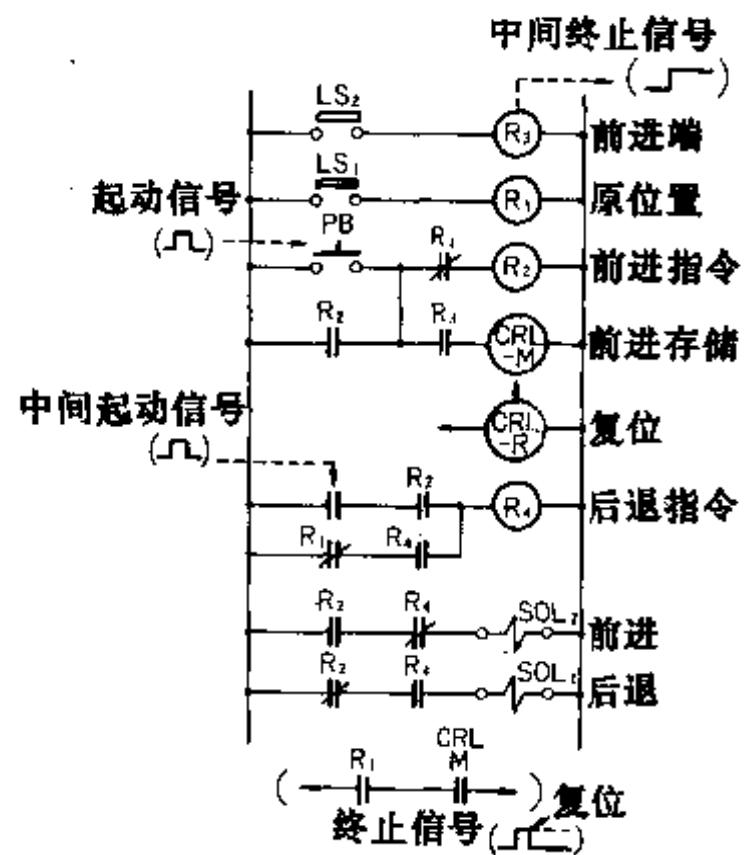 中间终止信号
LS₂
R₃
前进端
LS₁
R₁
原位置
起动信号
PB
R₂
前进指令
R₂
R₃
CRL-M
前进存储
中间起动信号
CRL-R
复位
R₂
R₄
后退指令
R₁
R₄
R₂
R₄
SOL₂
前进
R₂
R₄
SOL₁
后退
R₁
CRL M
复位
终止信号